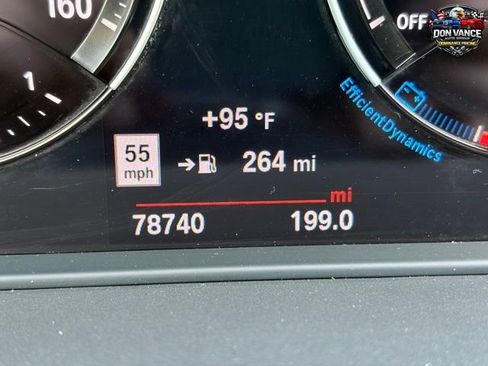 160
OFF
DON VANCE
1
EfficientDynamics
+95 °F
55
mph
264 mi
mi
78740
199.0